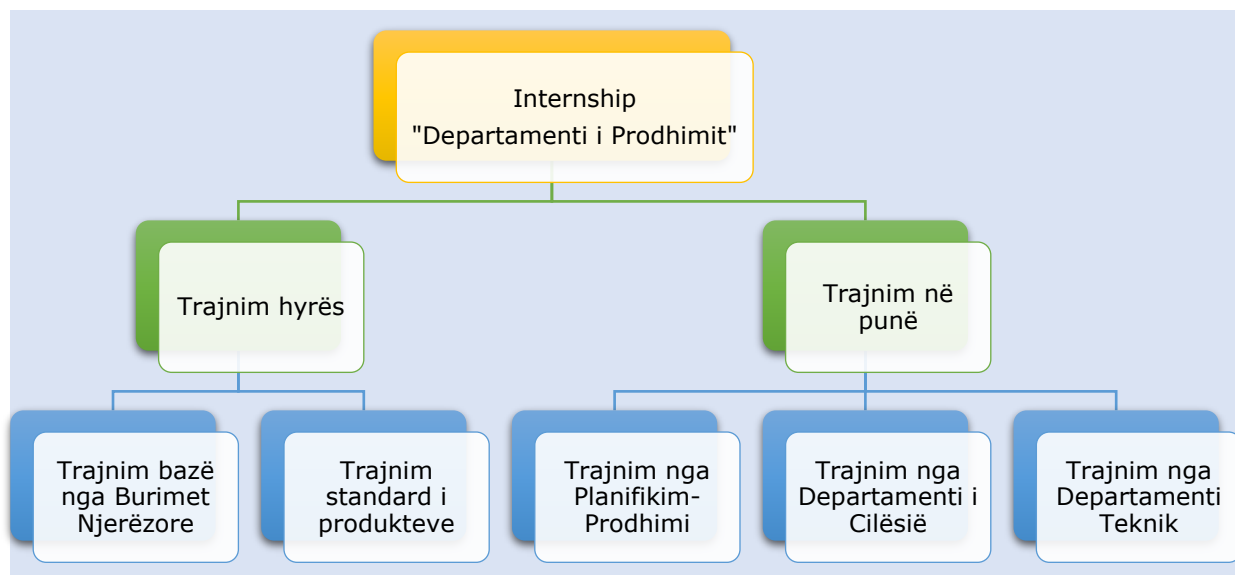 Internship
"Departamenti i Prodhimit"
Trajnim hyrës
Trajnim në
punë
Trajnim bazë
nga Burimet
Njerëzore
Trajnim
standard i
produkteve
Trajnim nga
Planifikim-
Prodhimi
Trajnim nga
Departamenti i
Cilësië
Trajnim nga
Departamenti
Teknik